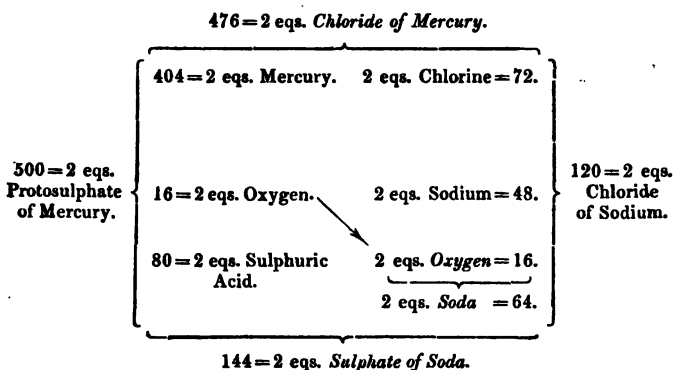 476=2 eqs. Chloride of Mercury.
404=2 eqs. Mercury. 2 eqs. Chlorine=72.
500=2 eqs.
Protosulphate
of Mercury.
16=2 eqs. Oxygen. 2 eqs. Sodium=48.
120=2 eqs.
Chloride
of Sodium.
80=2 eqs. Sulphuric
Acid.
2 eqs. Oxygen=16.
2 eqs. Soda =64.
144=2 eqs. Sulphate of Soda.